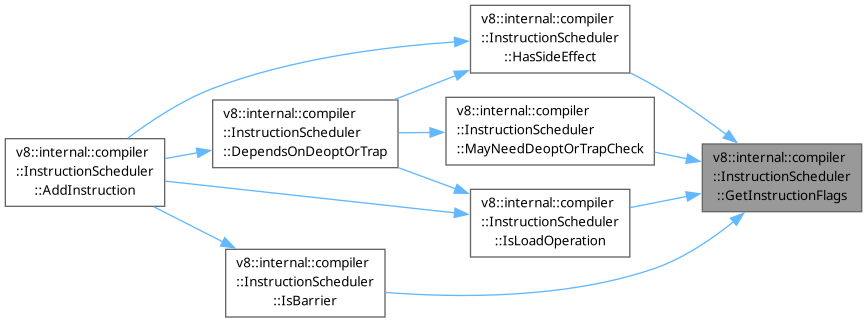 v8::internal::compiler
::InstructionScheduler
::HasSideEffect
v8::internal::compiler
::InstructionScheduler
::DependsOnDeoptOrTrap
v8::internal::compiler
::InstructionScheduler
::MayNeedDeoptOrTrapCheck
v8::internal::compiler
::InstructionScheduler
::AddInstruction
v8::internal::compiler
::InstructionScheduler
::GetInstructionFlags
v8::internal::compiler
::InstructionScheduler
::IsLoadOperation
v8::internal::compiler
::InstructionScheduler
::IsBarrier